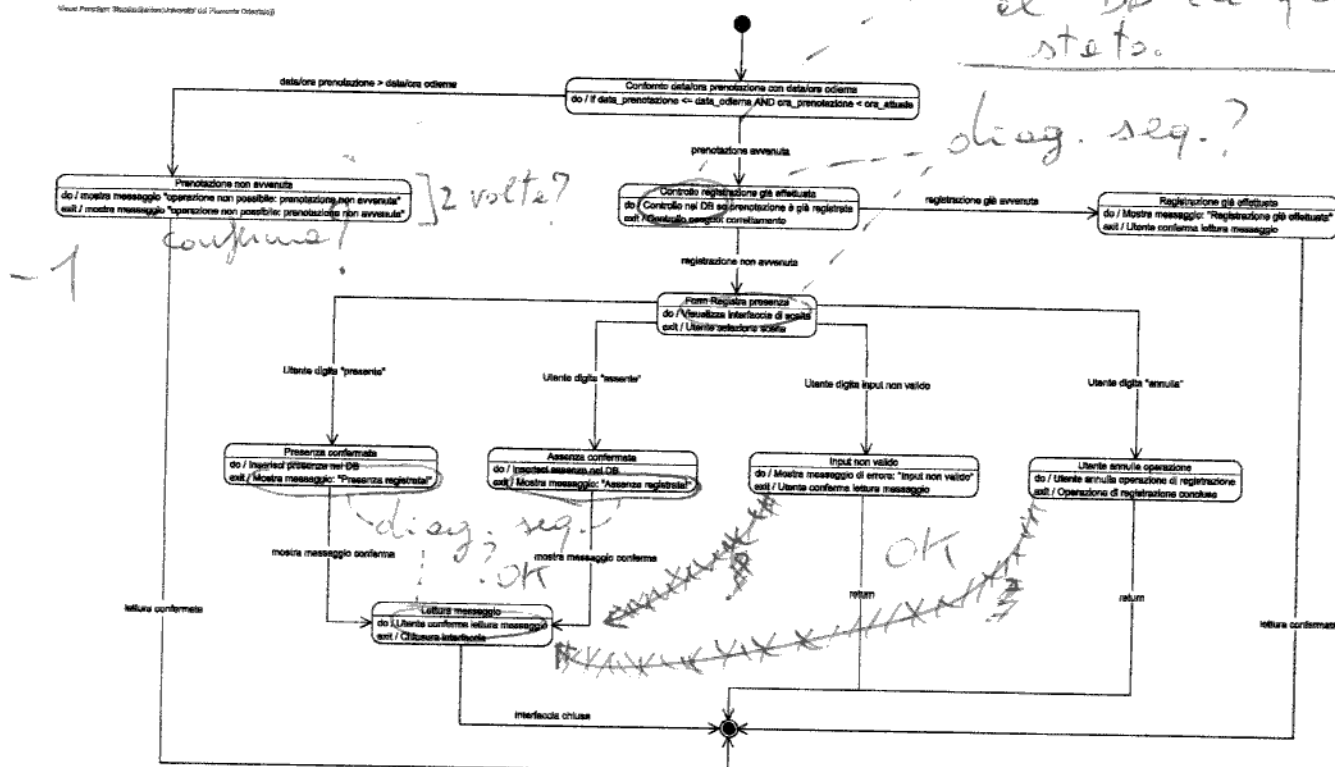 Visual Paradigm Standard(Università del Piemonte Orientale)
el DB
stato.
data/ora prenotazione > data/ora odierna
Confornto data/ora prenotazione con data/ora odierna
do / if data_prenotazione <= data_odierna AND ora_prenotazione < ora_attuale
prenotazione avvenuta
diag. seq.?
Prenotazione non avvenuta
do / mostra messaggio "operazione non possibile: prenotazione non avvenuta"
exit / mostra messaggio "operazione non possibile: prenotazione non avvenuta"
2 volte?
conferma!
-1
Controllo registrazione già effettuata
do / Controllo nel DB se prenotazione è già registrata
exit / Controllo eseguot correttamente
registrazione già avvenuta
Registrazione già effettuata
do / Mostra messaggio: "Registrazione già effettuata"
exit / Utente conferma lettura messaggio
registrazione non avvenuta
Form Registra presenza
do / Visualizza interfaccia di scelta
exit / Utente seleziona scelta
Utente digita "presente"
Utente digita "assente"
Utente digita input non valido
Utente digita "annulla"
Presenza confermata
do / Inserisci presenza nel DB
exit / Mostra messaggio: "Presenza registrata!"
Assenza confermata
do / Inserisci assenza nel DB
exit / Mostra messaggio: "Assenza registrata!"
Input non valido
do / Mostra messaggio di errore: "Input non valido"
exit / Utente conferma lettura messaggio
Utente annulla operazione
do / Utente annulla operazione di registrazione
exit / Operazione di registrazione conclusa
diag. seq.
OK
OK
mostra messaggio conferma
mostra messaggio conferma
lettura confermata
return
return
lettura confermata
Lettura messaggio
do / Utente conferma lettura messaggio
exit / Chiusura interfaccia
interfaccia chiusa